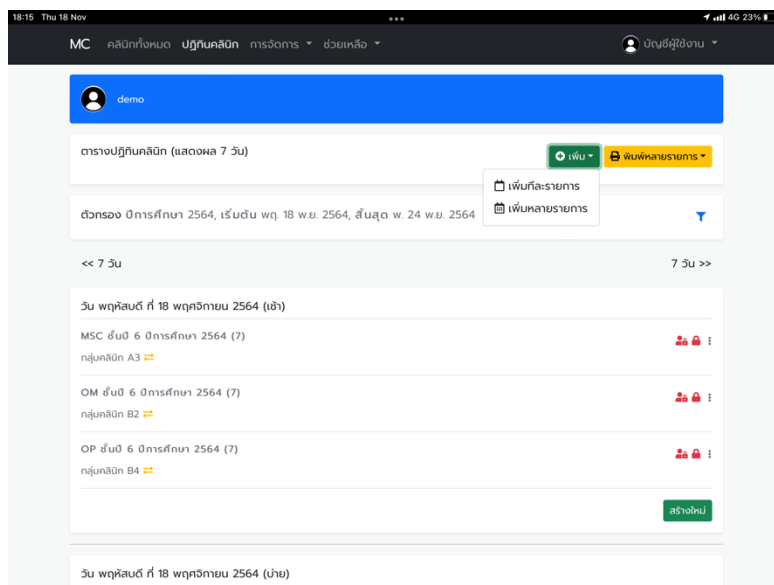 18:15 Thu 18 Nov
4G 23%
MC คลินิกทั้งหมด ปฏิทินคลินิก การจัดการ ช่วยเหลือ บัญชีผู้ใช้งาน
demo
ตารางปฏิทินคลินิก (แสดงผล 7 วัน)
เพิ่ม พิมพ์หลายรายการ
เพิ่มทีละรายการ
เพิ่มหลายรายการ
ตัวกรอง ปีการศึกษา 2564, เริ่มต้น พฤ. 18 พ.ย. 2564, สิ้นสุด พ. 24 พ.ย. 2564
<< 7 วัน 7 วัน >>
วัน พฤหัสบดี ที่ 18 พฤศจิกายน 2564 (เช้า)
MSC ชั้นปี 6 ปีการศึกษา 2564 (7)
กลุ่มคลินิก A3
OM ชั้นปี 6 ปีการศึกษา 2564 (7)
กลุ่มคลินิก B2
OP ชั้นปี 6 ปีการศึกษา 2564 (7)
กลุ่มคลินิก B4
สร้างใหม่
วัน พฤหัสบดี ที่ 18 พฤศจิกายน 2564 (บ่าย)